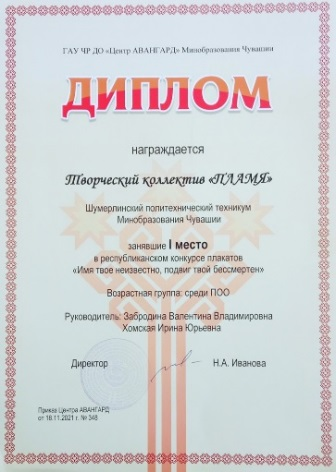 ГАУ ЧР ДО «Центр АВАНГАРД» Минобразования Чувашии
ДИПЛОМ
награждается
Творческий коллектив «ПЛАМЯ»
Шумерлинский политехнический техникум
Минобразования Чувашии
занявшие I место
в республиканском конкурсе плакатов
«Имя твое неизвестно, подвиг твой бессмертен»
Возрастная группа: среди ПОО
Руководитель: Забродина Валентина Владимировна
Хомская Ирина Юрьевна
Директор Н.А. Иванова
Приказ Центра АВАНГАРД
от 18.11.2021 г. № 348